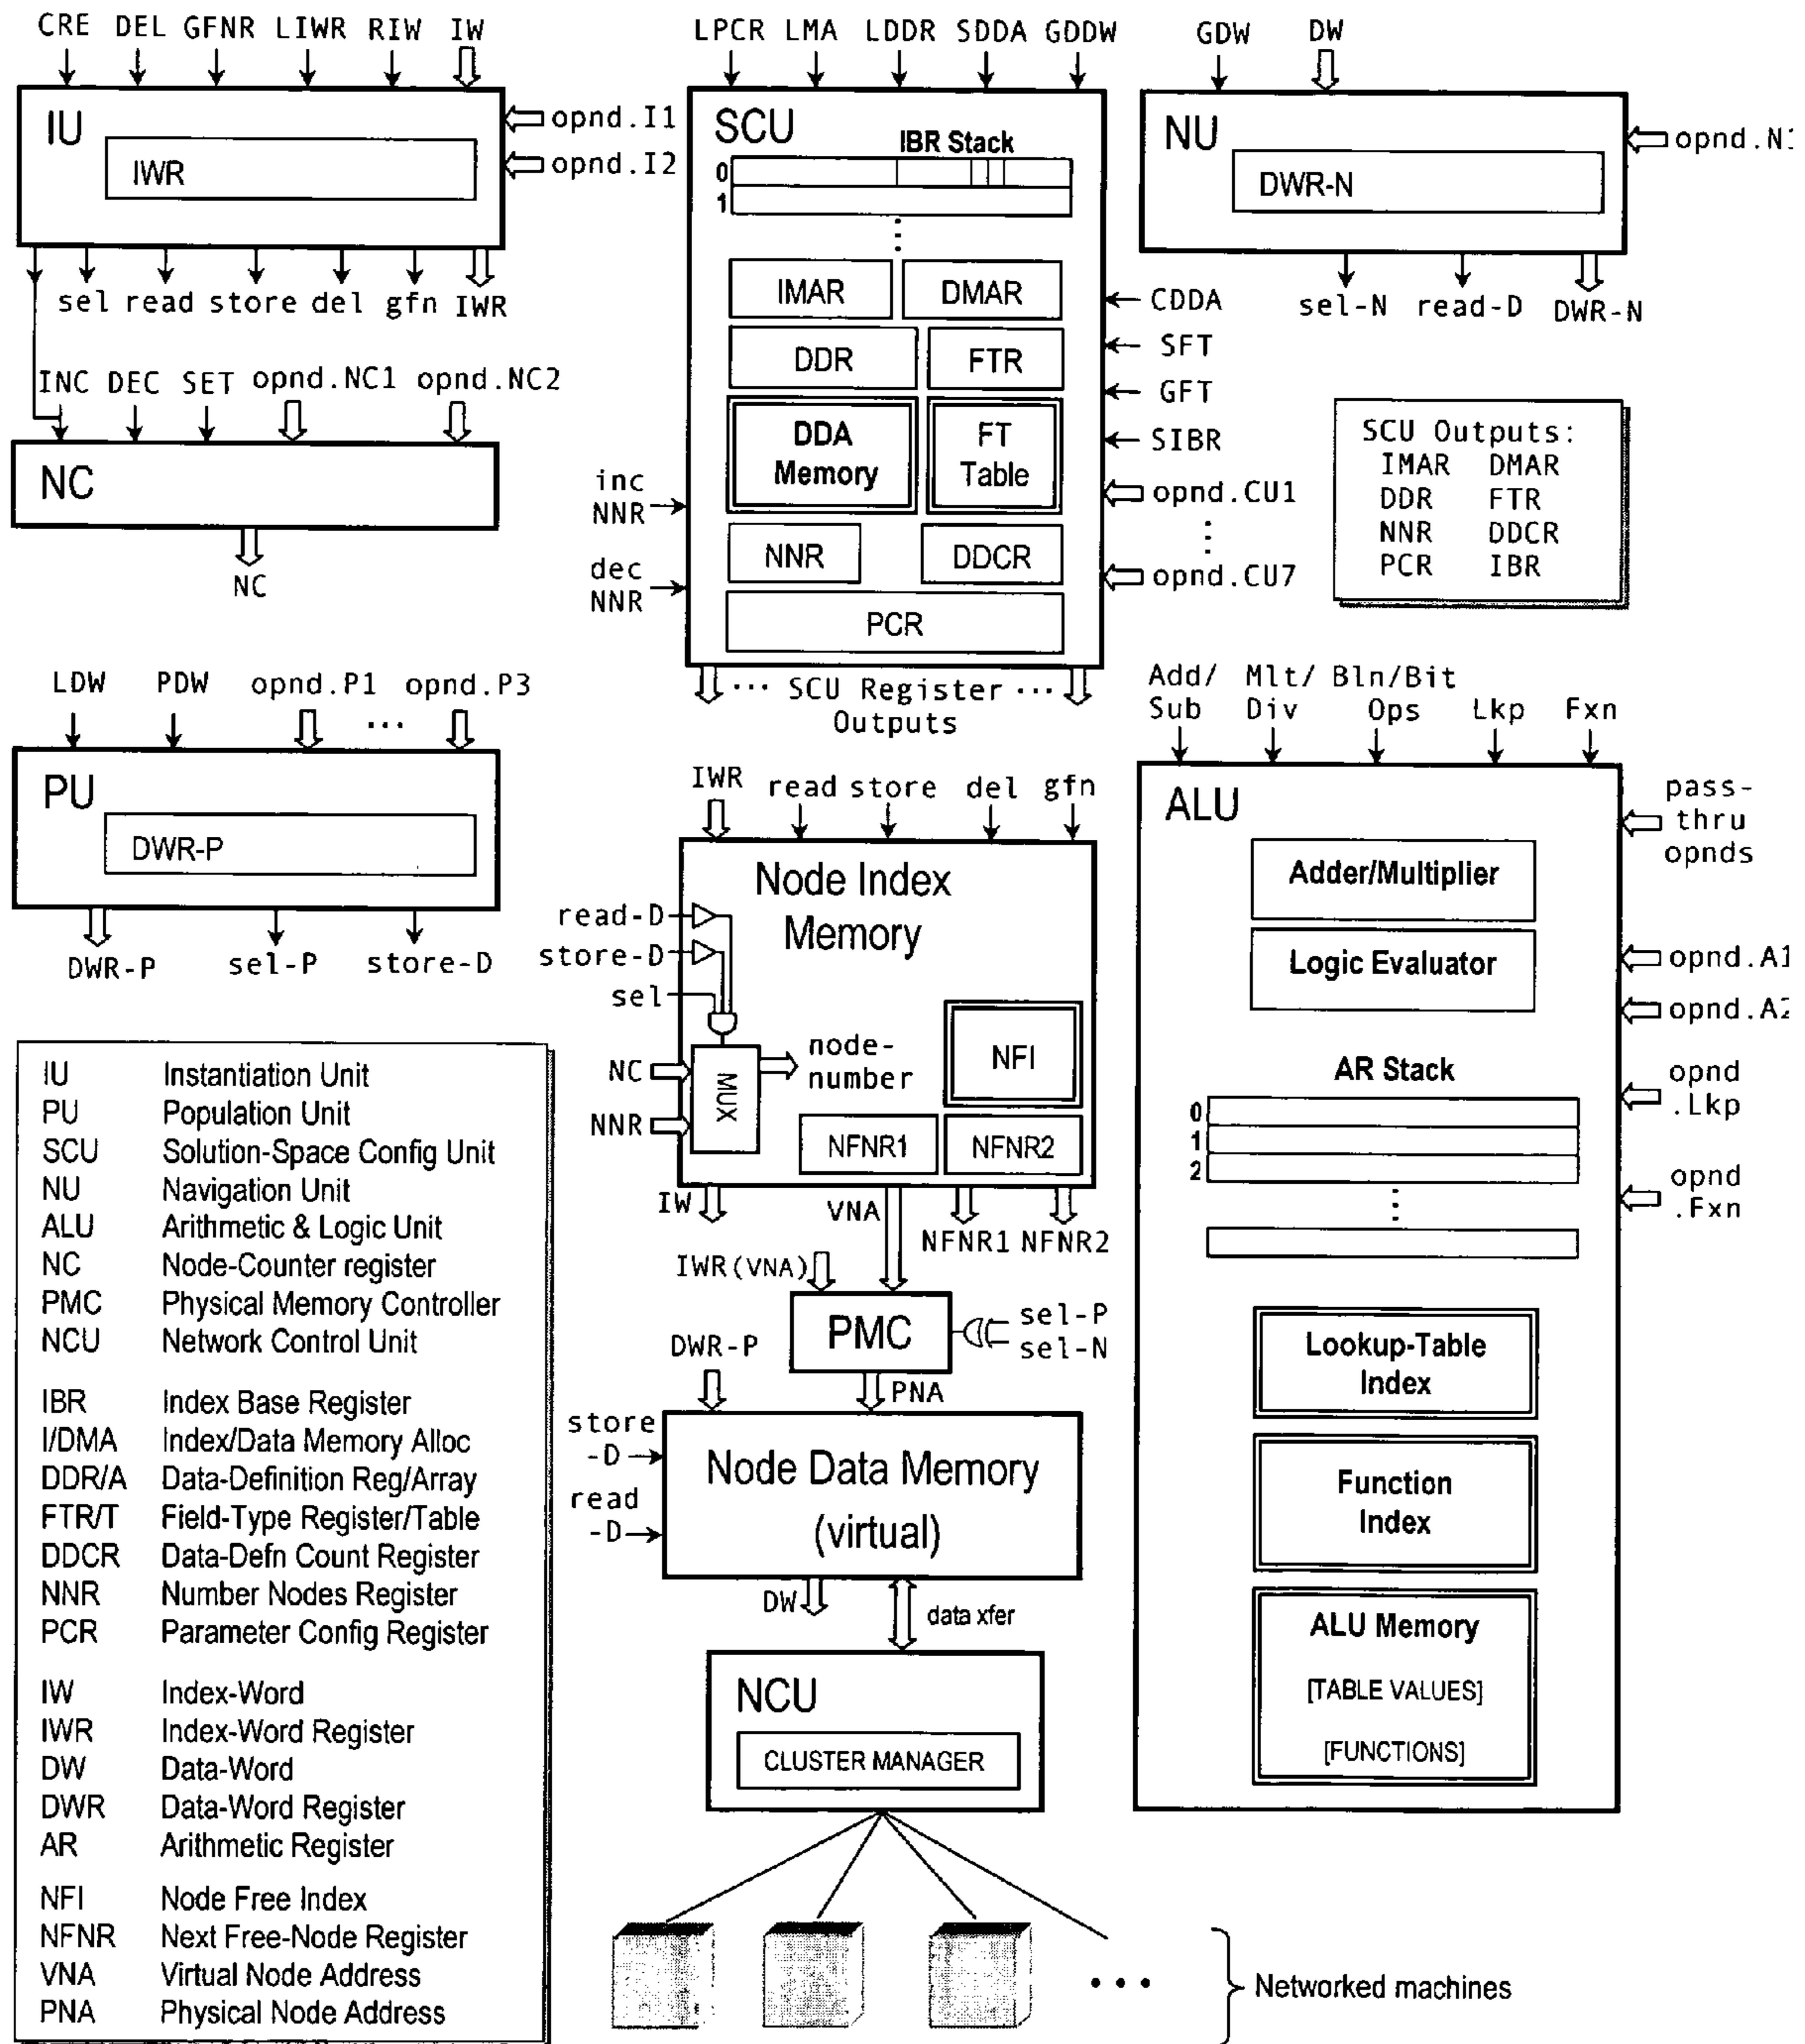 CRE DEL GFNR LIWR RIW IW
IU
IWR
opnd.I1
opnd.I2
sel read store del gfn IWR
INC DEC SET opnd.NC1 opnd.NC2
NC
NC
LDW PDW opnd.P1 ... opnd.P3
PU
DWR-P
DWR-P sel-P store-D
LPCR LMA LDDR SDDA GDDW
SCU
IBR Stack
0
1
IMAR DMAR
DDR FTR
DDA
Memory
FT
Table
NNR DDCR
PCR
inc
NNR
dec
NNR
CDDA
SFT
GFT
SIBR
opnd.CU1
opnd.CU7
... SCU Register ...
Outputs
GDW DW
NU
DWR-N
opnd.N1
sel-N read-D DWR-N
SCU Outputs:
IMAR DMAR
DDR FTR
NNR DDCR
PCR IBR
IWR read store del gfn
Node Index
Memory
read-D
store-D
sel
NC
NNR
MUX
node-
number
NFI
NFNR1 NFNR2
IW VNA NFNR1 NFNR2
IWR(VNA)
PMC
sel-P
sel-N
DWR-P
PNA
store
-D
read
-D
Node Data Memory
(virtual)
DW
data xfer
NCU
CLUSTER MANAGER
Networked machines
Add/ Mlt/ Bln/Bit
Sub Div Ops Lkp Fxn
ALU
pass-
thru
opnds
Adder/Multiplier
Logic Evaluator
opnd.A1
opnd.A2
AR Stack
0
1
2
opnd
.Lkp
opnd
.Fxn
Lookup-Table
Index
Function
Index
ALU Memory
[TABLE VALUES]
[FUNCTIONS]
IU Instantiation Unit
PU Population Unit
SCU Solution-Space Config Unit
NU Navigation Unit
ALU Arithmetic & Logic Unit
NC Node-Counter register
PMC Physical Memory Controller
NCU Network Control Unit
IBR Index Base Register
I/DMA Index/Data Memory Alloc
DDR/A Data-Definition Reg/Array
FTR/T Field-Type Register/Table
DDCR Data-Defn Count Register
NNR Number Nodes Register
PCR Parameter Config Register
IW Index-Word
IWR Index-Word Register
DW Data-Word
DWR Data-Word Register
AR Arithmetic Register
NFI Node Free Index
NFNR Next Free-Node Register
VNA Virtual Node Address
PNA Physical Node Address